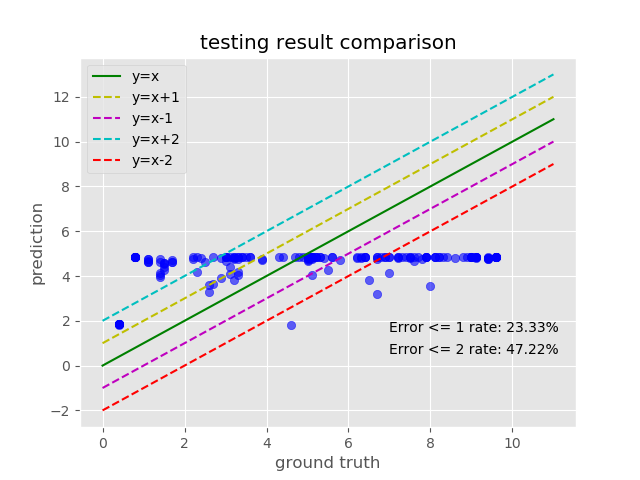 testing result comparison
y=x
y=x+1
y=x-1
y=x+2
y=x-2
12
10
8
6
4
2
0
−2
prediction
Error <= 1 rate: 23.33%
Error <= 2 rate: 47.22%
0 2 4 6 8 10
ground truth